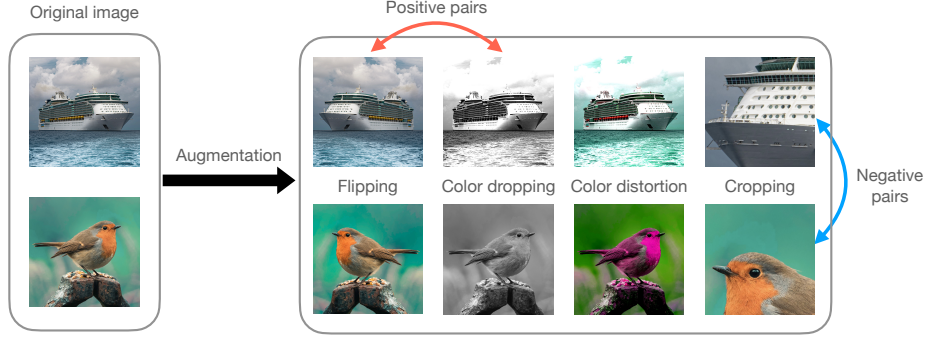 Original image
Positive pairs
Augmentation
Flipping
Color dropping
Color distortion
Cropping
Negative
pairs